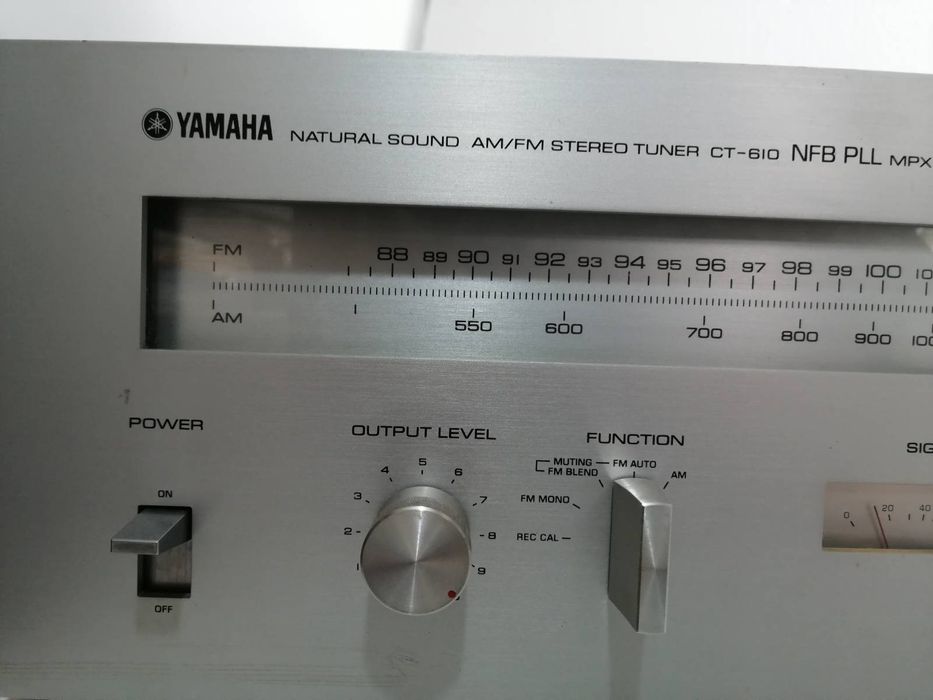 YAMAHA NATURAL SOUND AM/FM STEREO TUNER CT-610 NFB PLL MPX
FM 88 89 90 91 92 93 94 95 96 97 98 99 100
AM 550 600 700 800 900
POWER
ON
OFF
OUTPUT LEVEL
1 2 3 4 5 6 7 8 9
FUNCTION
MUTING FM AUTO AM
FM BLEND
FM MONO
REC CAL
SIG
0 20 40